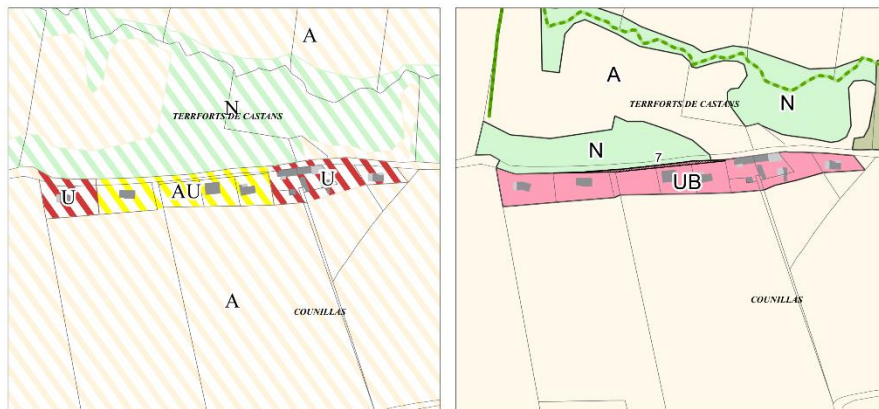 A
N
TERRFORTS DE CASTANS
U
AU
U
A
COUNILLAS
A
TERRFORTS DE CASTANS
N
N
7
UB
COUNILLAS